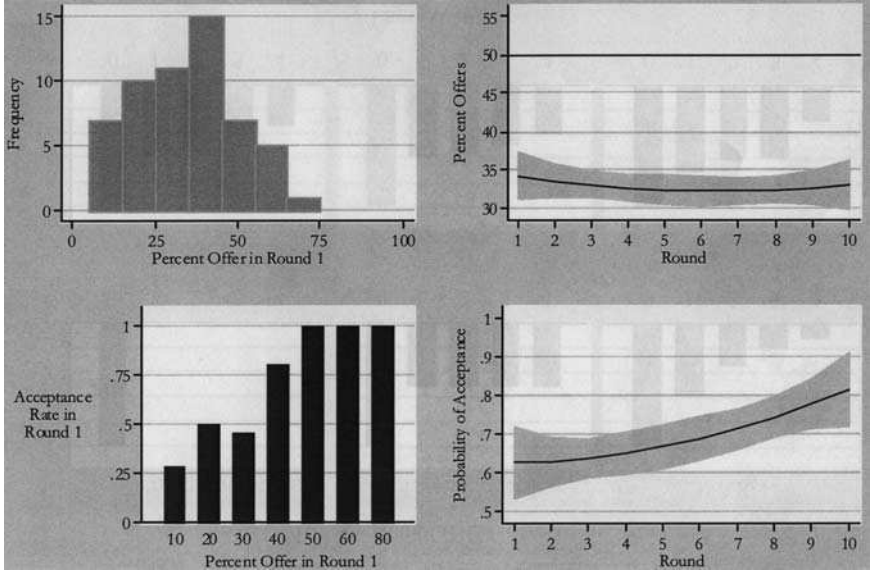 15
10
5
0
Frequency
0 25 50 75 100
Percent Offer in Round 1
55
50
45
40
35
30
Percent Offers
1 2 3 4 5 6 7 8 9 10
Round
1
.75
.5
.25
0
Acceptance
Rate in
Round 1
10 20 30 40 50 60 80
Percent Offer in Round 1
1
.9
.8
.7
.6
.5
Probability of Acceptance
1 2 3 4 5 6 7 8 9 10
Round